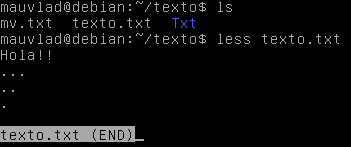 mauvlad@debian:~/texto$ ls
mv.txt  texto.txt  Txt
mauvlad@debian:~/texto$ less texto.txt
Hola!!
...
..
.
texto.txt (END)